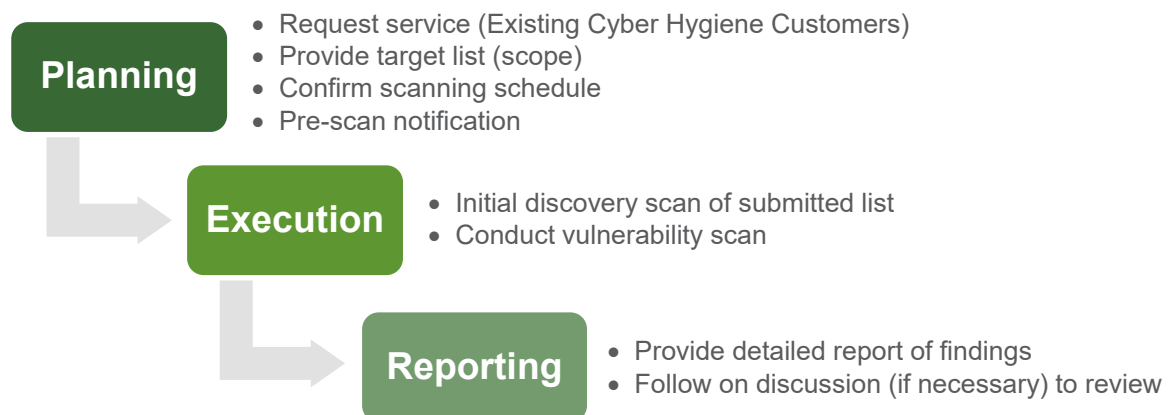 Planning
• Request service (Existing Cyber Hygiene Customers)
• Provide target list (scope)
• Confirm scanning schedule
• Pre-scan notification
Execution
• Initial discovery scan of submitted list
• Conduct vulnerability scan
Reporting
• Provide detailed report of findings
• Follow on discussion (if necessary) to review